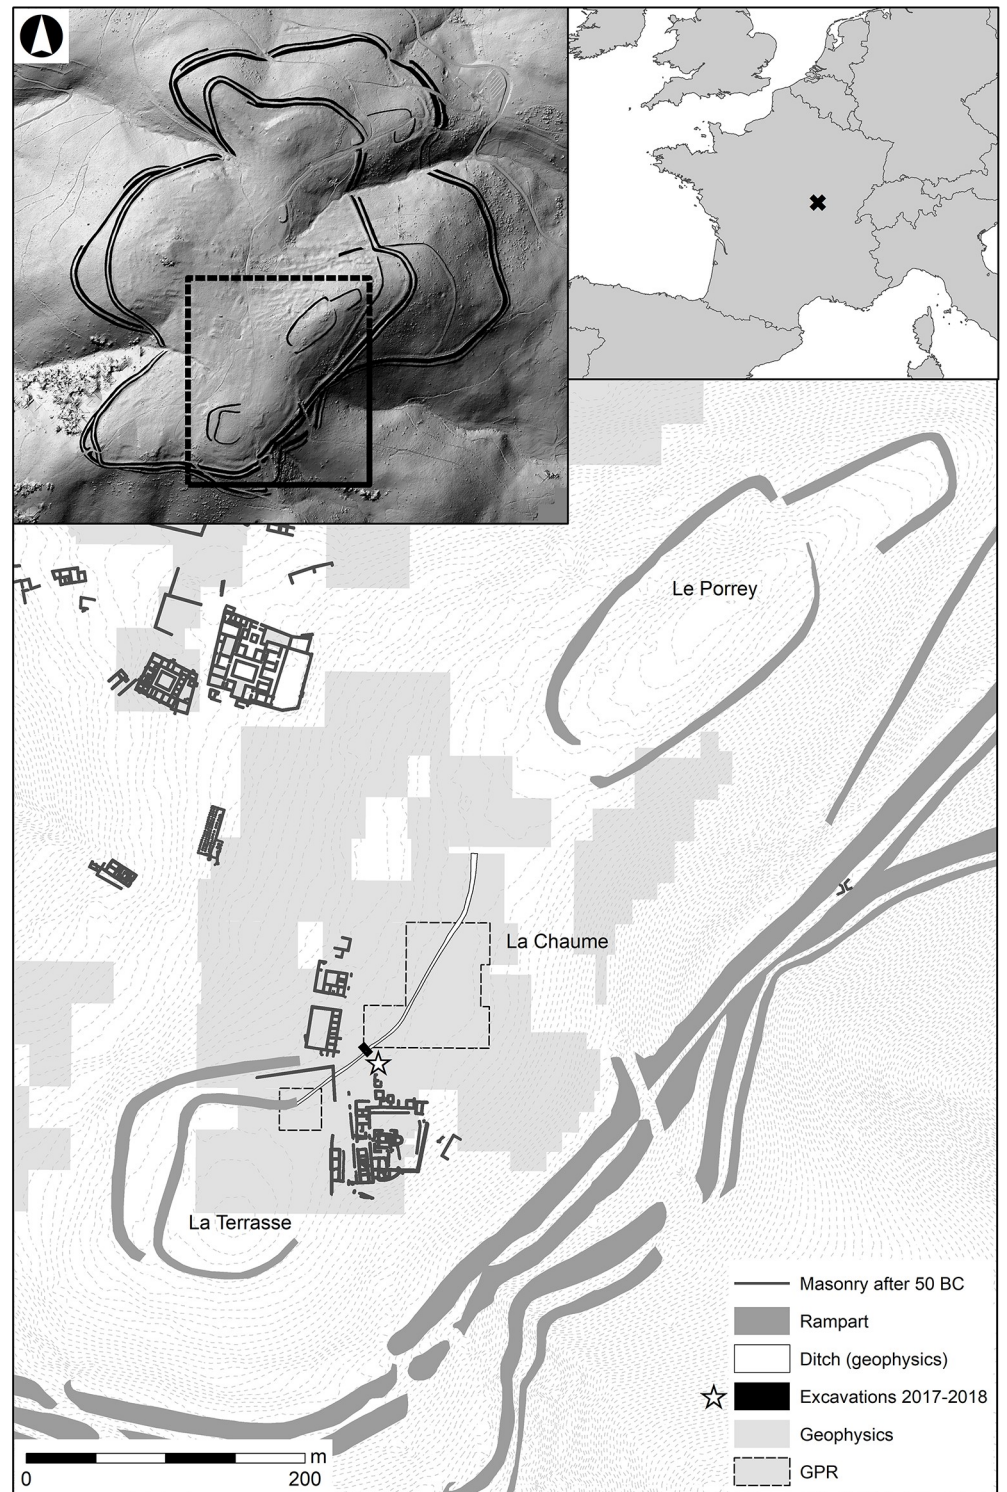 Le Porrey
La Chaume
La Terrasse
Masonry after 50 BC
Rampart
Ditch (geophysics)
Excavations 2017-2018
Geophysics
GPR
m
0 200